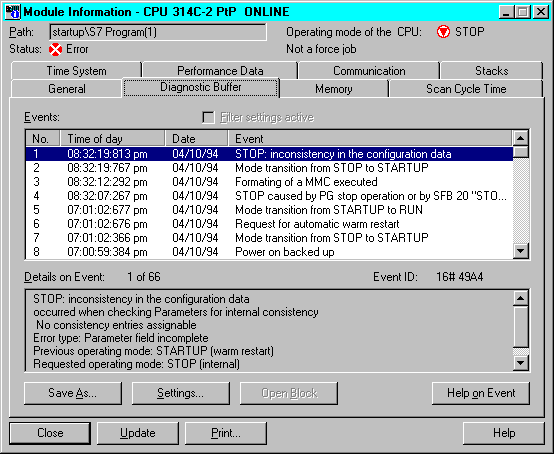 Module Information - CPU 314C-2 PtP  ONLINE
Path: startup\S7 Program(1) Operating mode of the CPU: STOP
Status: Error Not a force job
Time System Performance Data Communication Stacks
General Diagnostic Buffer Memory Scan Cycle Time
Events: Filter settings active
No. Time of day Date Event
1 08:32:19:813 pm 04/10/94 STOP: inconsistency in the configuration data
2 08:32:19:767 pm 04/10/94 Mode transition from STOP to STARTUP
3 08:12:12:292 pm 04/10/94 Formating of a MMC executed
4 08:32:07:267 pm 04/10/94 STOP caused by PG stop operation or by SFB 20 "STO...
5 07:01:02:677 pm 04/10/94 Mode transition from STARTUP to RUN
6 07:01:02:676 pm 04/10/94 Request for automatic warm restart
7 07:01:02:366 pm 04/10/94 Mode transition from STOP to STARTUP
8 07:00:59:384 pm 04/10/94 Power on backed up
Details on Event: 1 of 66 Event ID: 16# 49A4
STOP: inconsistency in the configuration data
occurred when checking Parameters for internal consistency
No consistency entries assignable
Error type: Parameter field incomplete
Previous operating mode: STARTUP (warm restart)
Requested operating mode: STOP (internal)
Save As... Settings... Open Block Help on Event
Close Update Print... Help